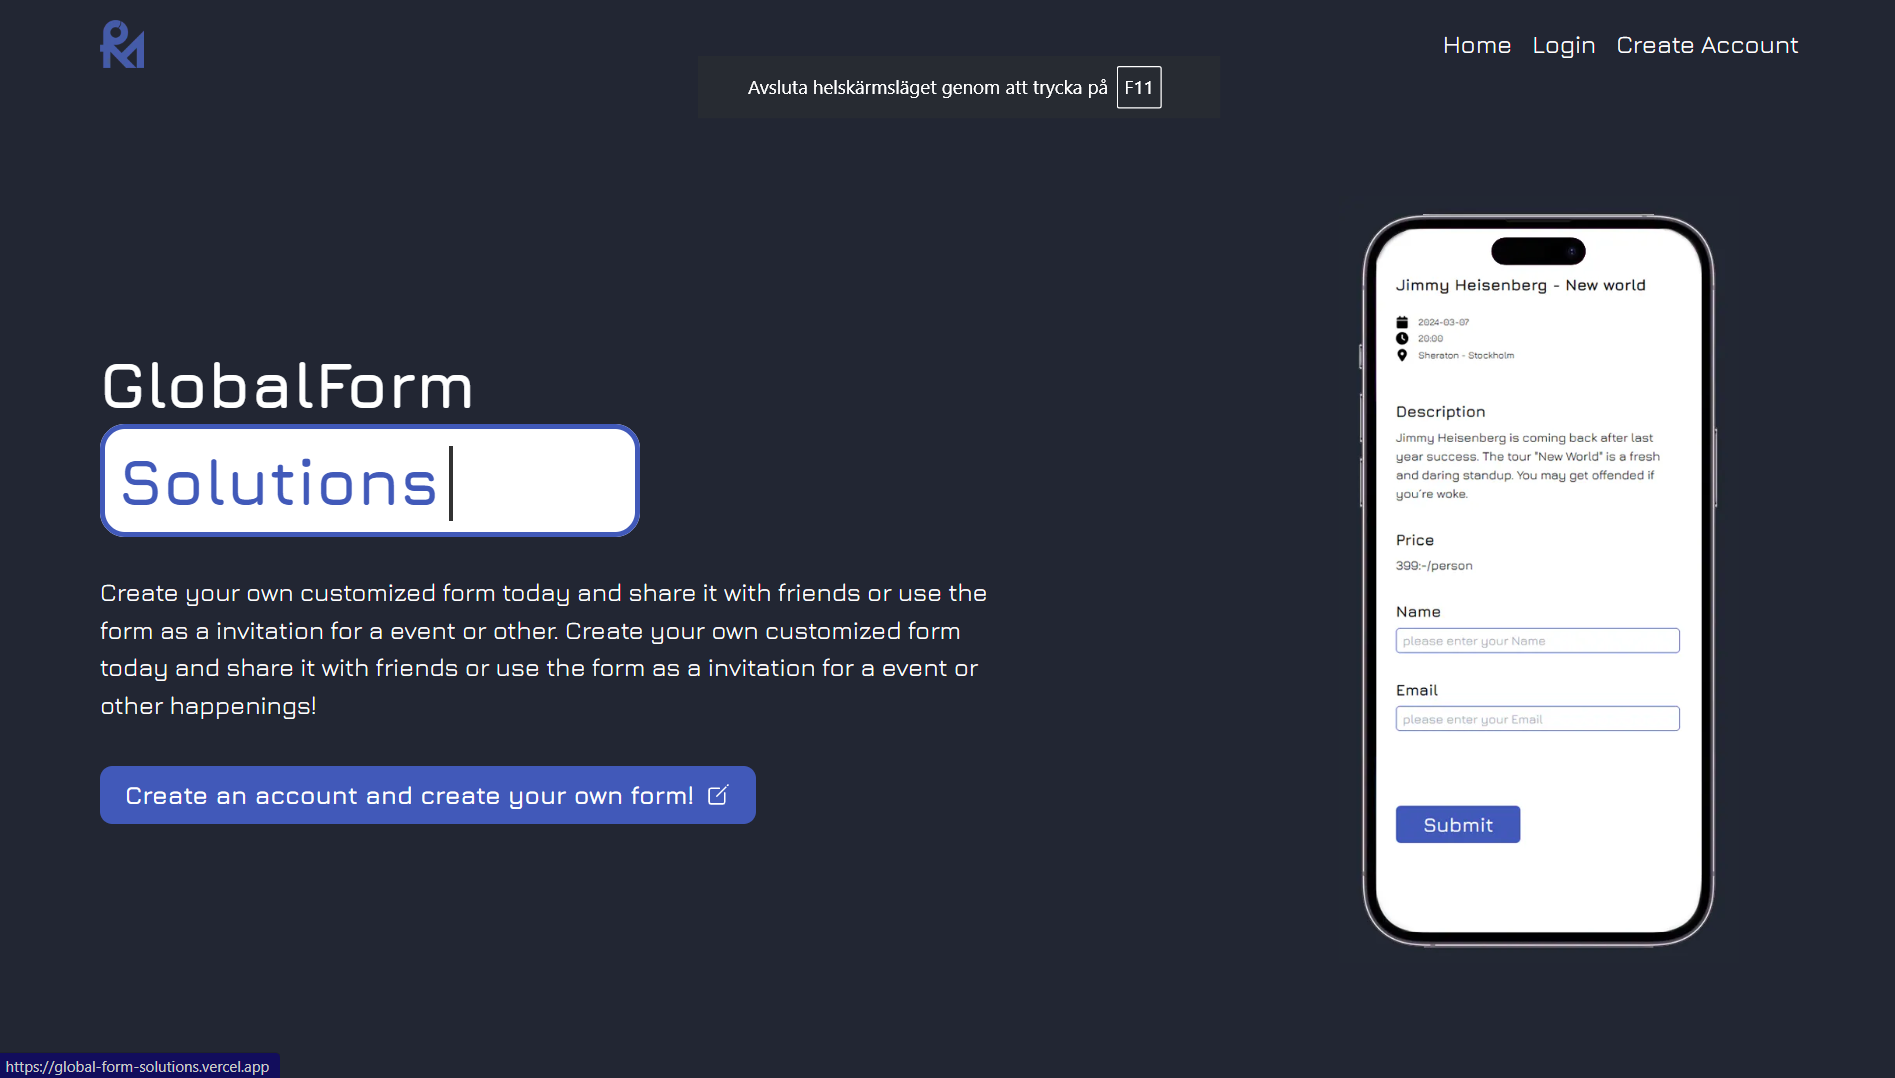 Home Login Create Account
Avsluta helskärmsläget genom att trycka på F11
GlobalForm
Solutions
Create your own customized form today and share it with friends or use the
form as a invitation for a event or other. Create your own customized form
today and share it with friends or use the form as a invitation for a event or
other happenings!
Create an account and create your own form!
Jimmy Heisenberg - New world
2024-03-07
20:00
Sheraton - Stockholm
Description
Jimmy Heisenberg is coming back after last
year success. The tour "New World" is a fresh
and daring standup. You may get offended if
you're woke.
Price
399:-/person
Name
please enter your Name
Email
please enter your Email
Submit
https://global-form-solutions.vercel.app